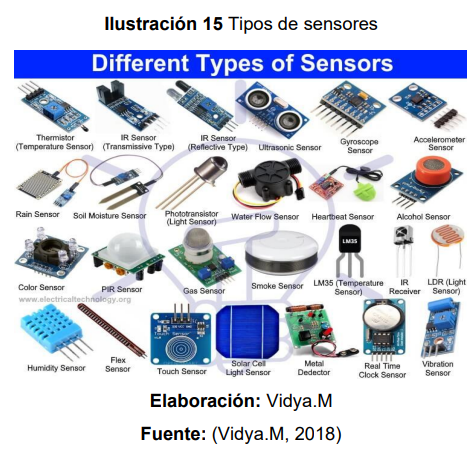 Ilustración 15 Tipos de sensores
Different Types of Sensors
Thermistor
(Temperature Sensor)
IR Sensor
(Transmissive Type)
IR Sensor
(Reflective Type)
Ultrasonic Sensor
Gyroscope
Sensor
Accelerometer
Sensor
Rain Sensor
Soil Moisture Sensor
Phototransistor
(Light Sensor)
Water Flow Sensor
Heartbeat Sensor
Alcohol Sensor
Color Sensor
www.electricaltechnology.org
PIR Sensor
Gas Sensor
Smoke Sensor
LM35
LM35 (Temperature
Sensor)
IR
Receiver
LDR (Light
Sensor)
Humidity Sensor
Flex
Sensor
Touch Sensor
Solar Cell
Light Sensor
Metal
Dedector
Real Time
Clock Sensor
Vibration
Sensor
Elaboración: Vidya.M
Fuente: (Vidya.M, 2018)